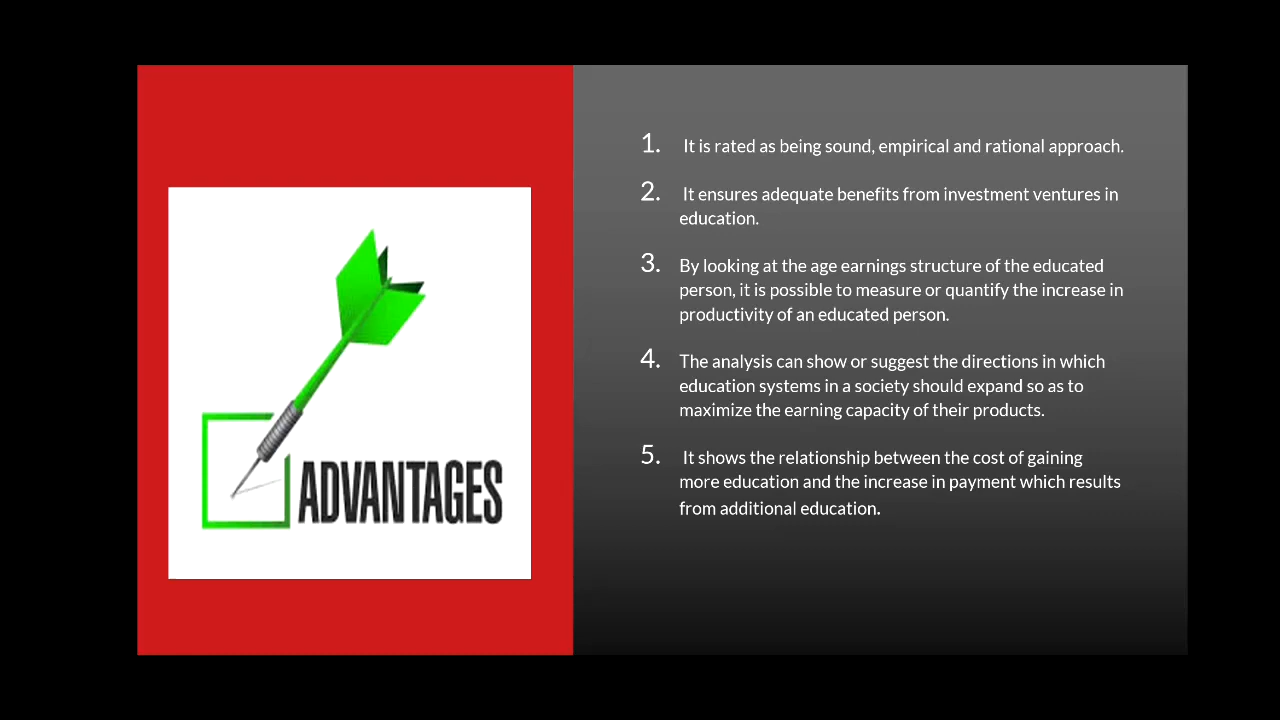 ADVANTAGES
1. It is rated as being sound, empirical and rational approach.
2. It ensures adequate benefits from investment ventures in
education.
3. By looking at the age earnings structure of the educated
person, it is possible to measure or quantify the increase in
productivity of an educated person.
4. The analysis can show or suggest the directions in which
education systems in a society should expand so as to
maximize the earning capacity of their products.
5. It shows the relationship between the cost of gaining
more education and the increase in payment which results
from additional education.